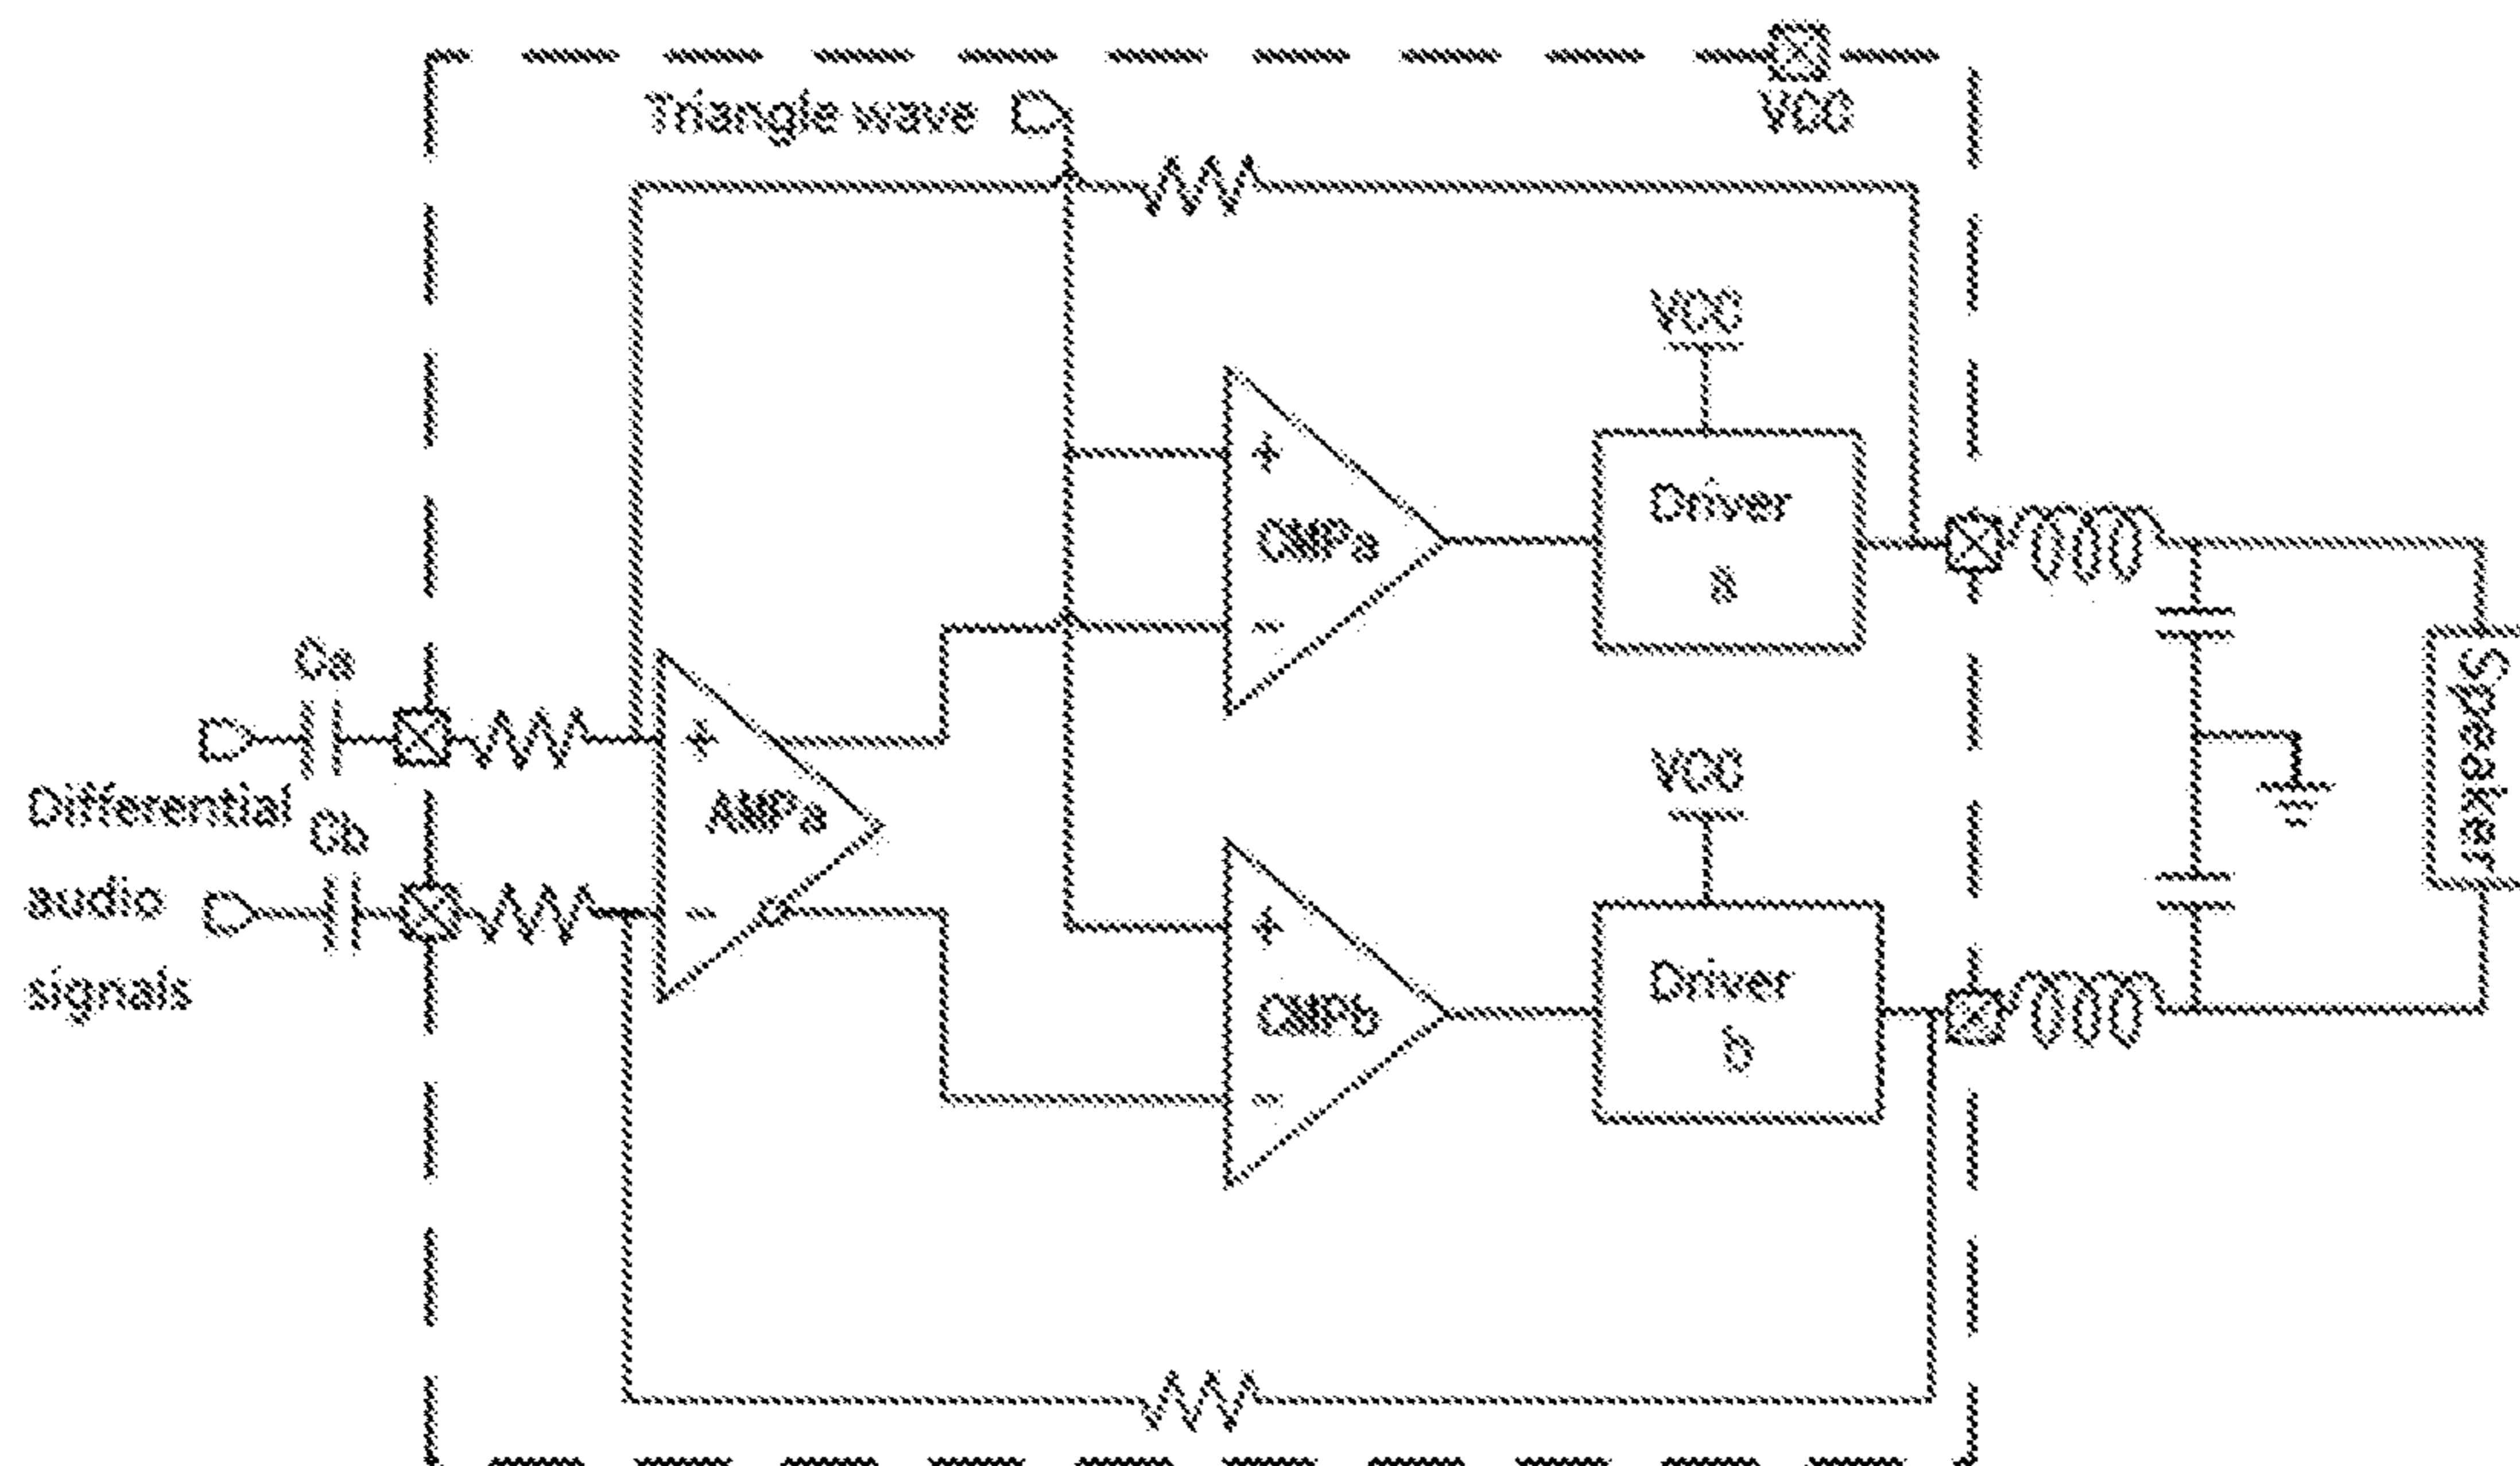 Triangle wave
VCC
VCC
+
Driver
a
CMPa
-
Ca
+
Speaker
VCC
Differential
AMPa
Cb
audio
-
+
Driver
b
signals
CMPb
-